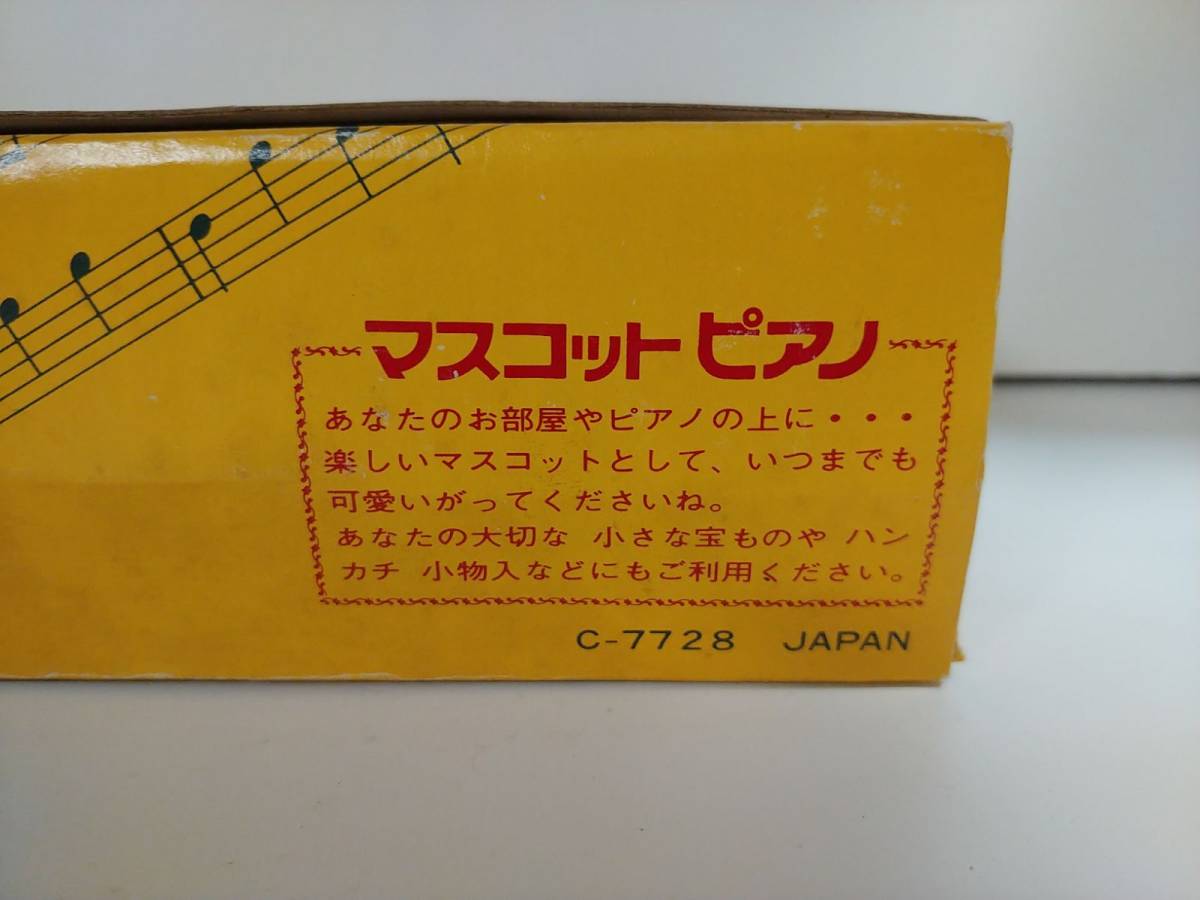 マスコットピアノ
あなたのお部屋やピアノの上に・・・
楽しいマスコットとして、いつまでも
可愛いがってくださいね。
あなたの大切な 小さな宝ものや ハン
カチ 小物入などにもご利用ください。
C-7728 JAPAN